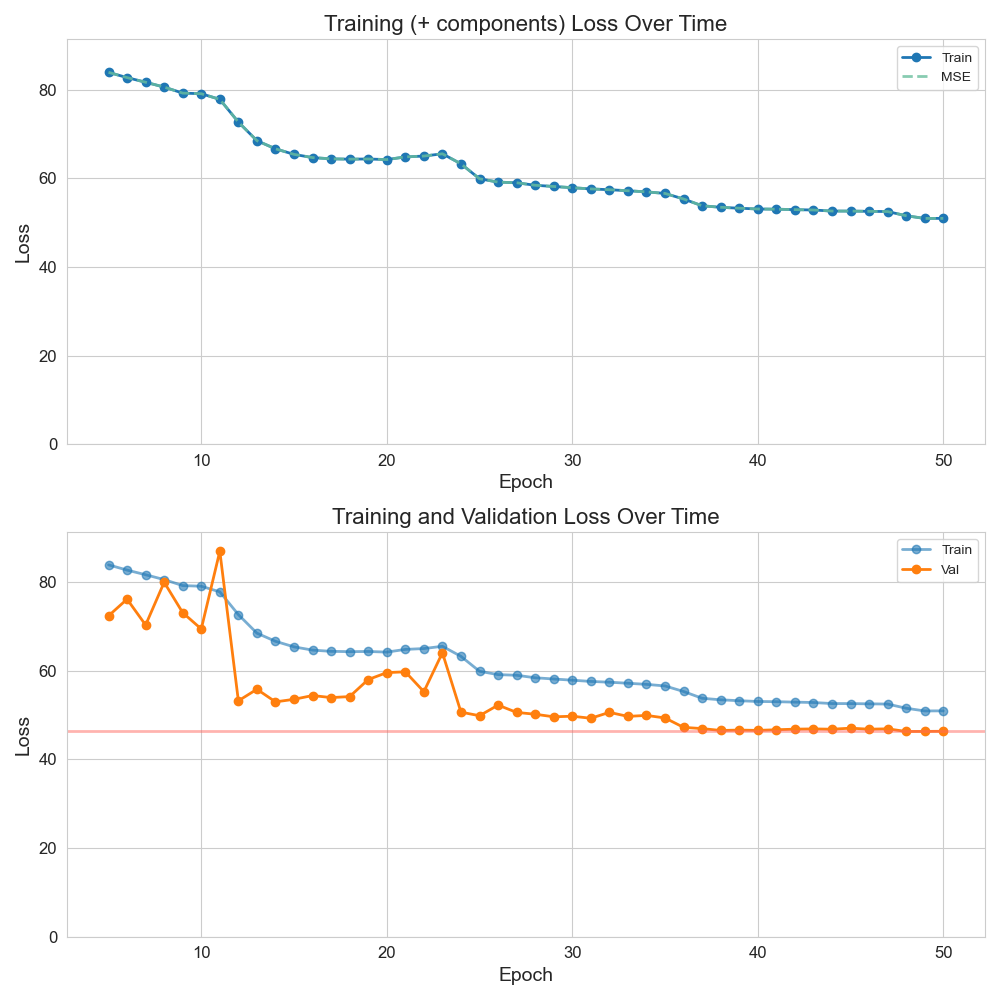 Training (+ components) Loss Over Time
Train
MSE
80
60
40
20
0
Loss
10 20 30 40 50
Epoch
Training and Validation Loss Over Time
Train
Val
80
60
40
20
0
Loss
10 20 30 40 50
Epoch